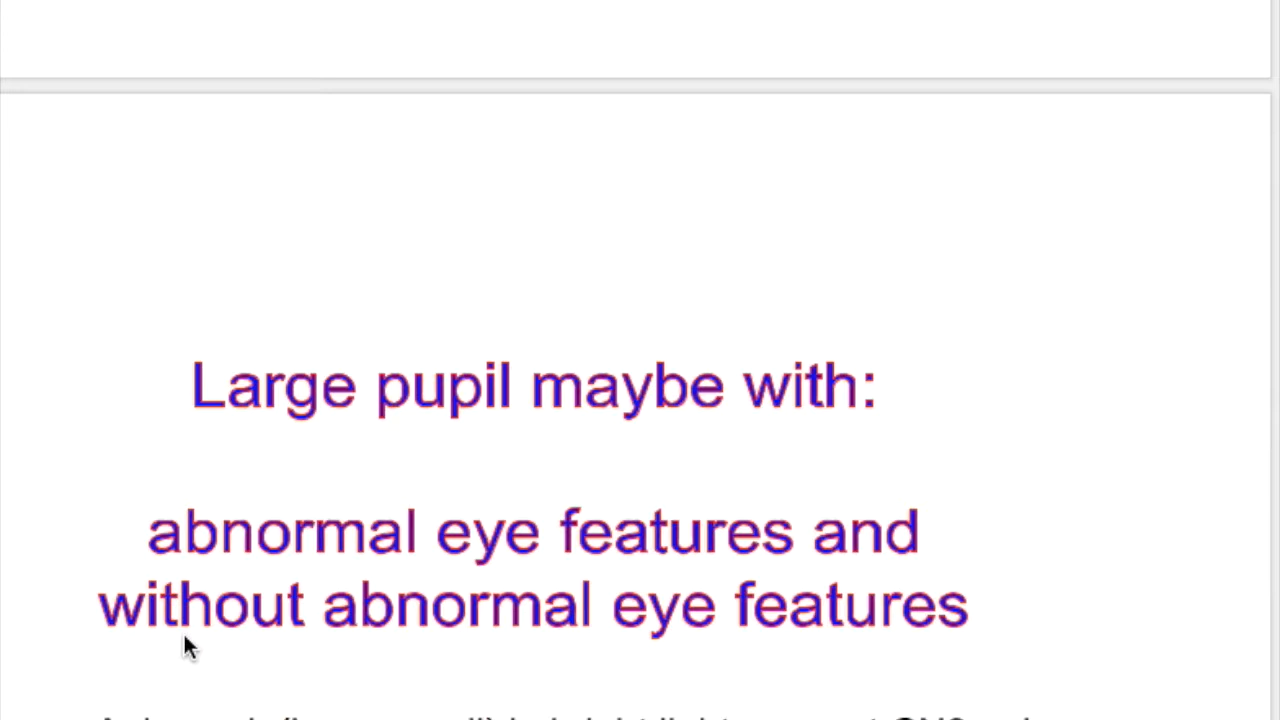 Large pupil maybe with:
abnormal eye features and
without abnormal eye features